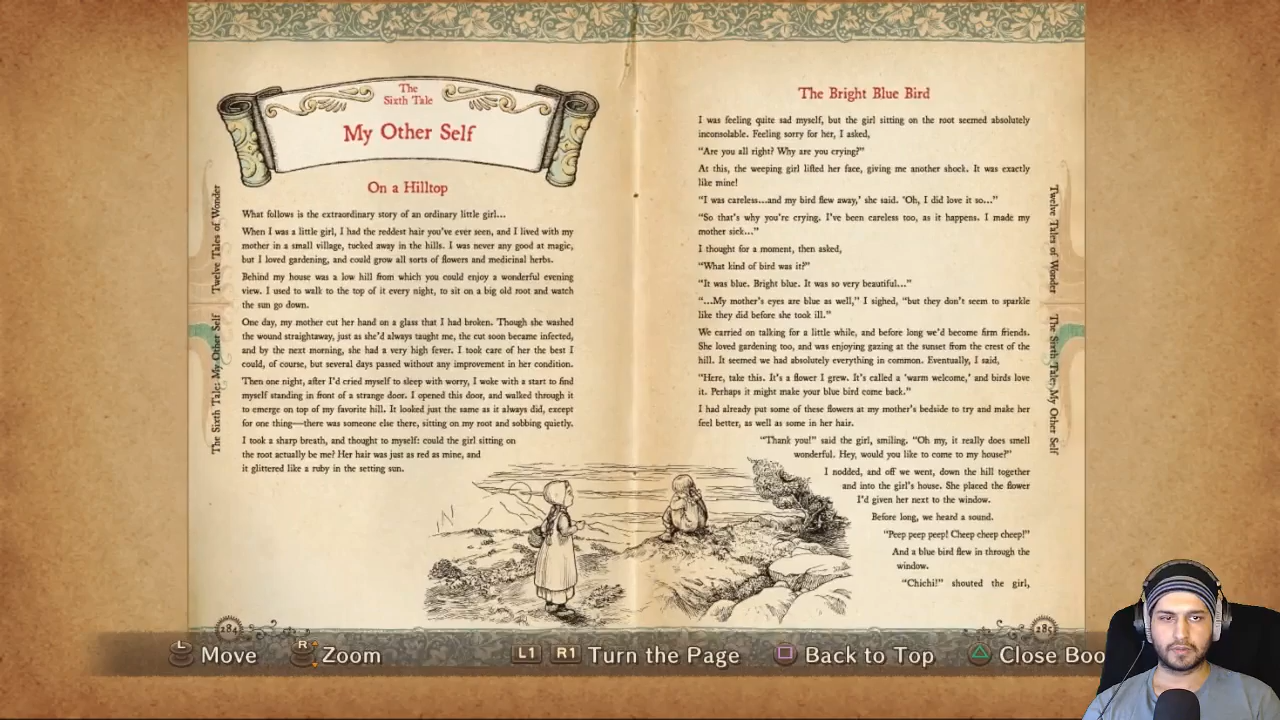 The
Sixth Tale
My Other Self
On a Hilltop
What follows is the extraordinary story of an ordinary little girl...
When I was a little girl, I had the reddest hair you've ever seen, and I lived with my
mother in a small village, tucked away in the hills. I was never any good at magic,
but I loved gardening, and could grow all sorts of flowers and medicinal herbs.
Behind my house was a low hill from which you could enjoy a wonderful evening
view. I used to walk to the top of it every night, to sit on a big old root and watch
the sun go down.
One day, my mother cut her hand on a glass that I had broken. Though she washed
the wound straightaway, just as she'd always taught me, the cut soon became infected,
and by the next morning, she had a very high fever. I took care of her the best I
could, of course, but several days passed without any improvement in her condition.
Then one night, after I'd cried myself to sleep with worry, I woke with a start to find
myself standing in front of a strange door. I opened this door, and walked through it
to emerge on top of my favorite hill. It looked just the same as it always did, except
for one thing—there was someone else there, sitting on my root and sobbing quietly.
I took a sharp breath, and thought to myself: could the girl sitting on
the root actually be me? Her hair was just as red as mine, and
it glittered like a ruby in the setting sun.
Twelve Tales of Wonder
The Sixth Tale: My Other Self
284
The Bright Blue Bird
I was feeling quite sad myself, but the girl sitting on the root seemed absolutely
inconsolable. Feeling sorry for her, I asked,
“Are you all right? Why are you crying?”
At this, the weeping girl lifted her face, giving me another shock. It was exactly
like mine!
“I was careless...and my bird flew away,’ she said. ‘Oh, I did love it so...”
“So that's why you're crying. I've been careless too, as it happens. I made my
mother sick...”
I thought for a moment, then asked,
“What kind of bird was it?”
“It was blue. Bright blue. It was so very beautiful...”
“...My mother's eyes are blue as well,” I sighed, “but they don't seem to sparkle
like they did before she took ill.”
We carried on talking for a little while, and before long we'd become firm friends.
She loved gardening too, and was enjoying gazing at the sunset from the crest of the
hill. It seemed we had absolutely everything in common. Eventually, I said,
“Here, take this. It's a flower I grew. It's called a ‘warm welcome,’ and birds love
it. Perhaps it might make your blue bird come back.”
I had already put some of these flowers at my mother's bedside to try and make her
feel better, as well as some in her hair.
“Thank you!” said the girl, smiling. “Oh my, it really does smell
wonderful. Hey, would you like to come to my house?”
I nodded, and off we went, down the hill together
and into the girl's house. She placed the flower
I'd given her next to the window.
Before long, we heard a sound.
“Peep peep peep! Cheep cheep cheep!”
And a blue bird flew in through the
window.
“Chichi!” shouted the girl,
Twelve Tales of Wonder
The Sixth Tale: My Other Self
285
L Move R Zoom L1 R1 Turn the Page Back to Top Close Boo